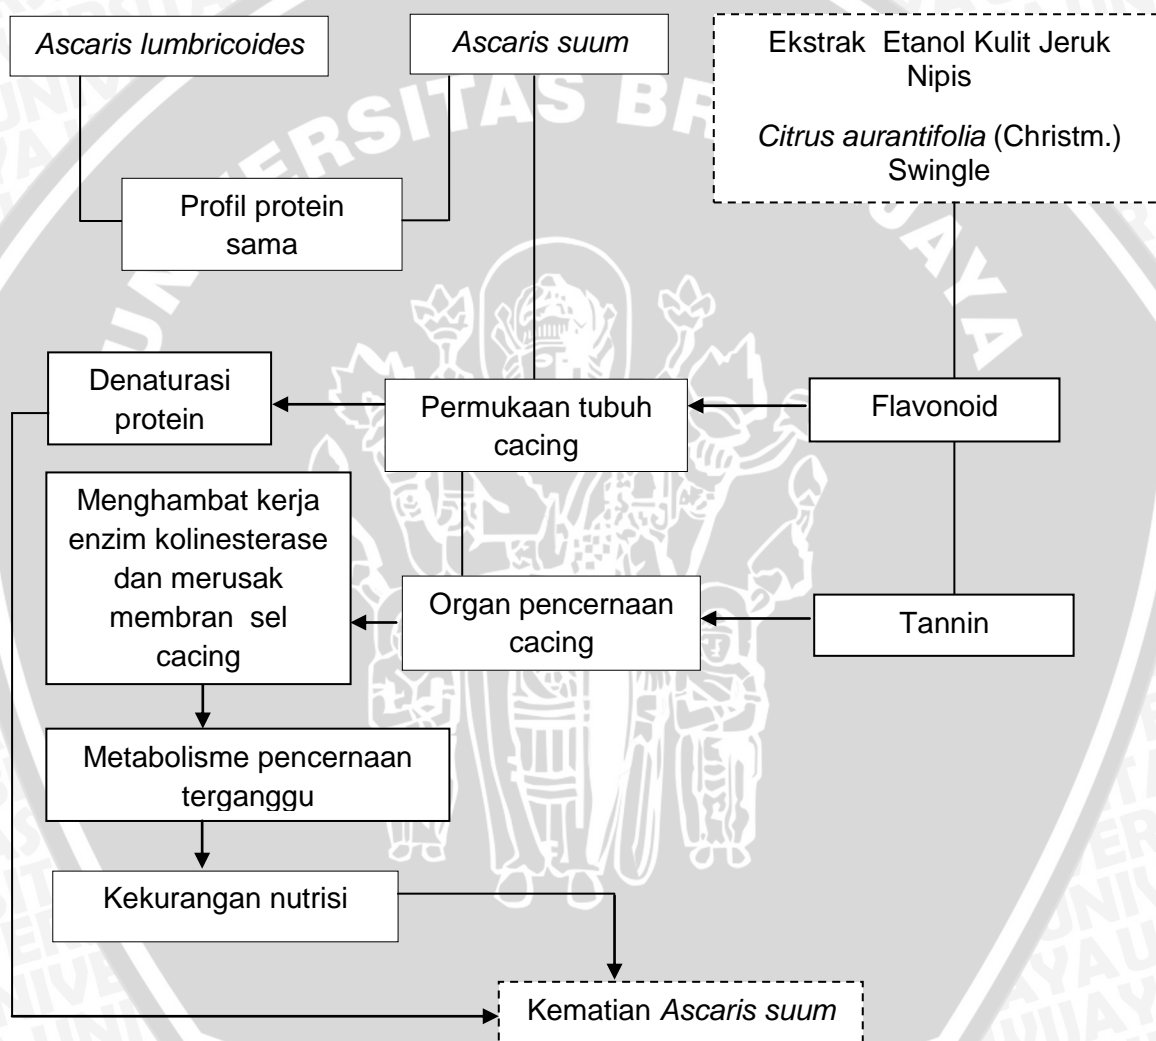 Ascaris lumbricoides
Ascaris suum
Ekstrak Etanol Kulit Jeruk
Nipis
Citrus aurantifolia (Christm.)
Swingle
Profil protein
sama
Denaturasi
protein
Permukaan tubuh
cacing
Flavonoid
Menghambat kerja
enzim kolinesterase
dan merusak
membran sel
cacing
Organ pencernaan
cacing
Tannin
Metabolisme pencernaan
terganggu
Kekurangan nutrisi
Kematian Ascaris suum